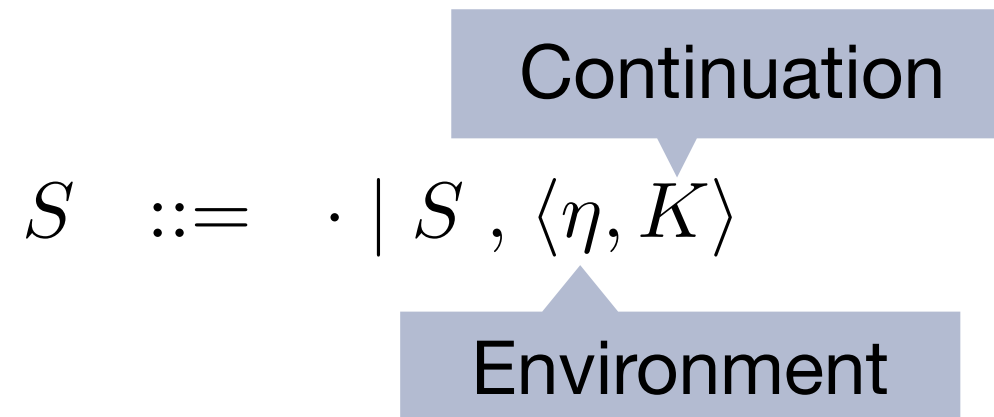 Continuation
S ::= · | S , ⟨η, K⟩
Environment